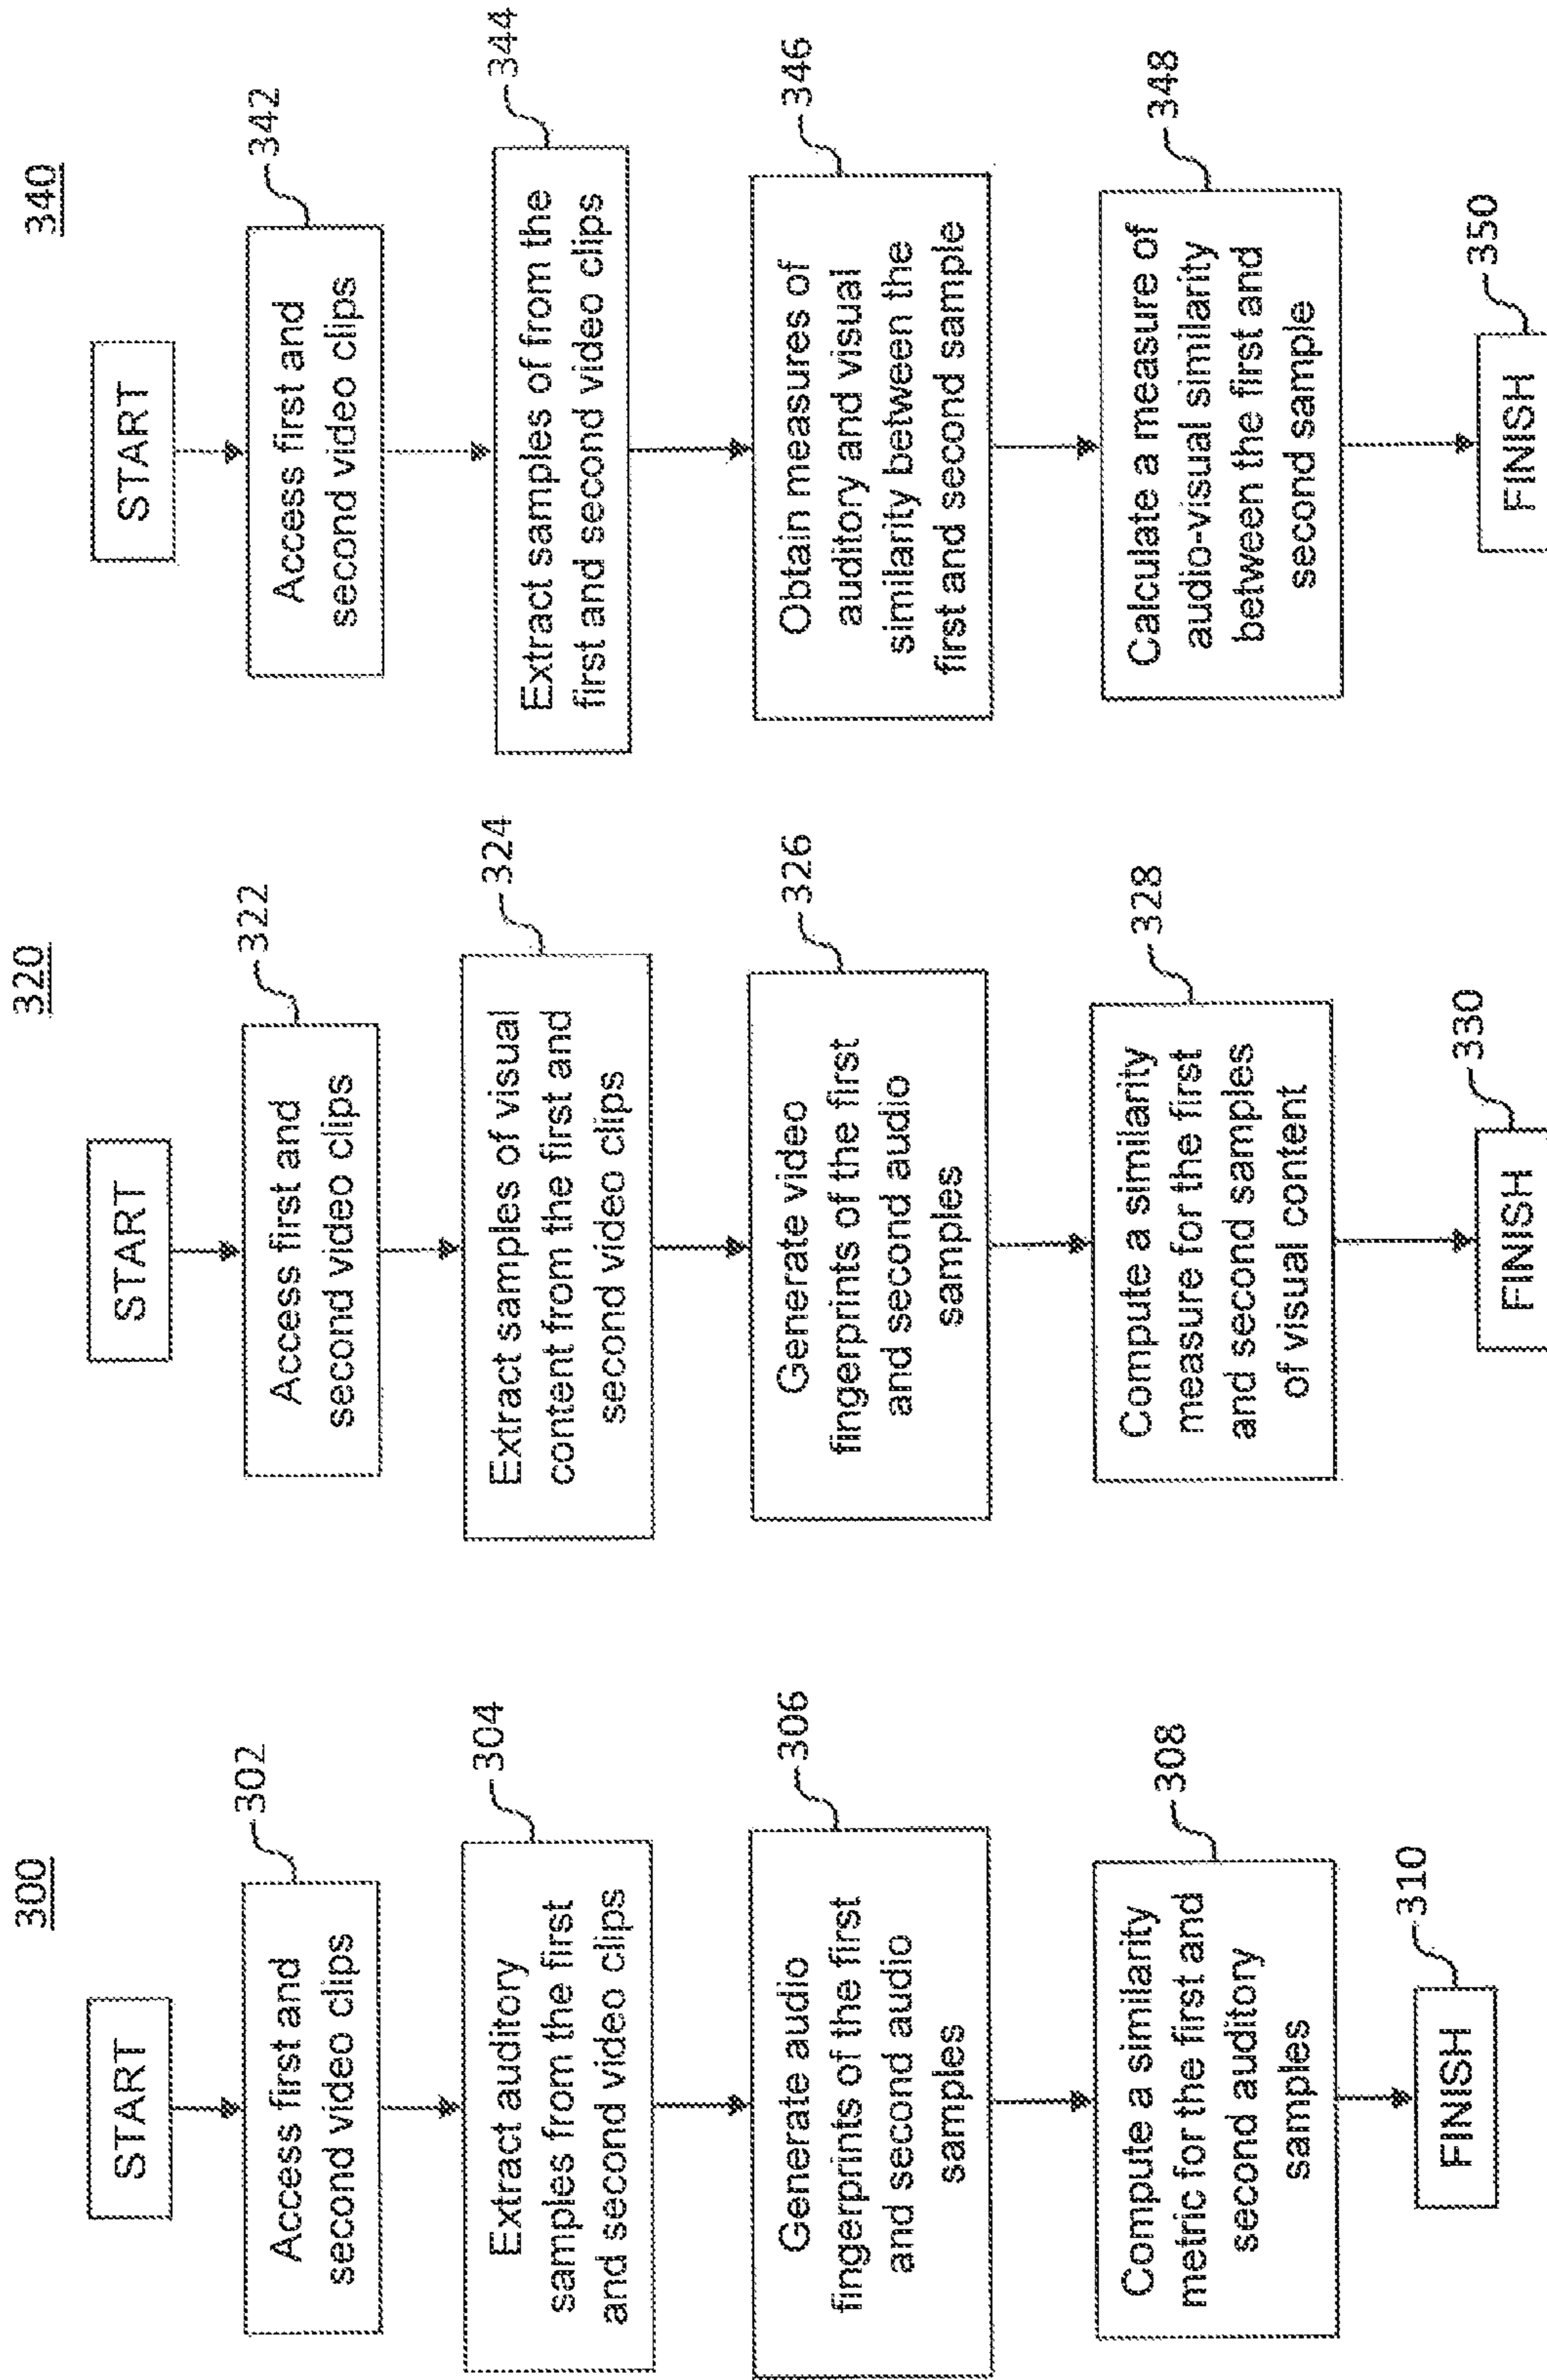 300
START
Access first and
second video clips
302
Extract auditory
samples from the first
and second video clips
304
Generate audio
fingerprints of the first
and second audio
samples
306
Compute a similarity
metric for the first and
second auditory
samples
308
FINISH
310
320
START
Access first and
second video clips
322
Extract samples of visual
content from the first and
second video clips
324
Generate video
fingerprints of the first
and second audio
samples
326
Compute a similarity
measure for the first
and second samples
of visual content
328
FINISH
330
340
START
Access first and
second video clips
342
Extract samples of from the
first and second video clips
344
Obtain measures of
auditory and visual
similarity between the
first and second sample
346
Calculate a measure of
audio-visual similarity
between the first and
second sample
348
FINISH
350